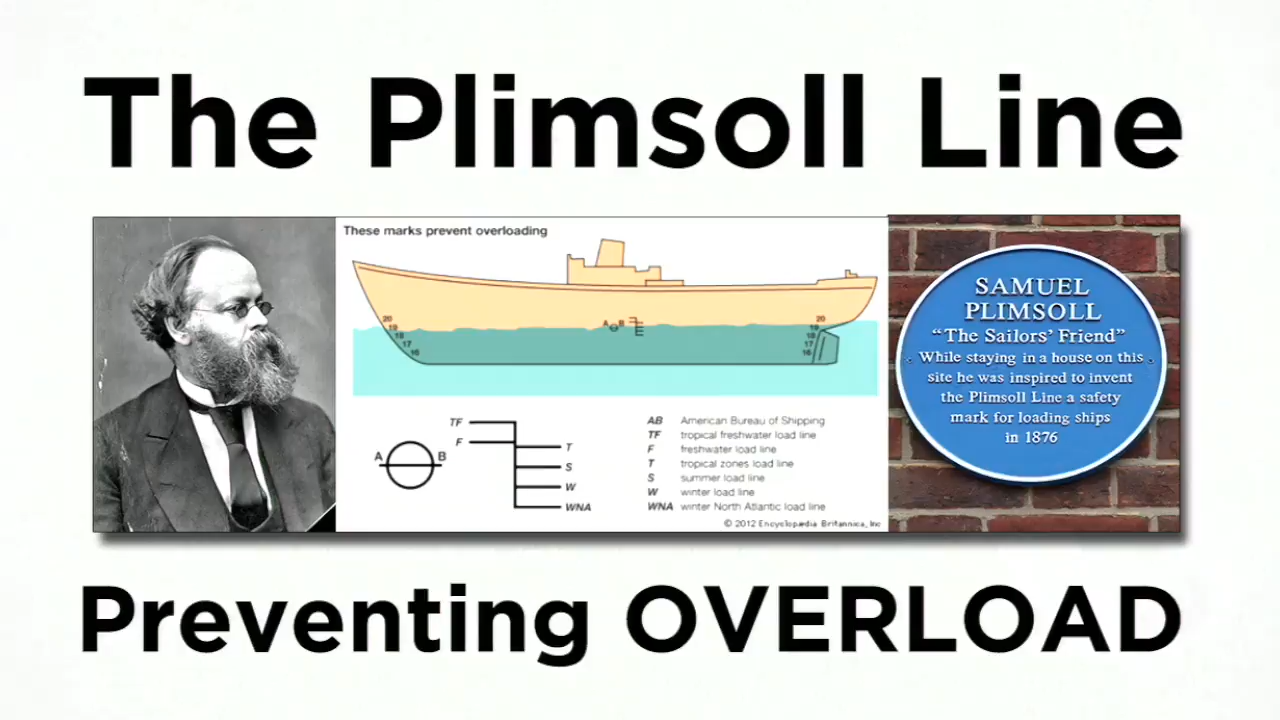 The Plimsoll Line
These marks prevent overloading
20
19
18
17
16
A B
20
19
18
17
16
TF
F
A B
T
S
W
WNA
AB American Bureau of Shipping
TF tropical freshwater load line
F freshwater load line
T tropical zones load line
S summer load line
W winter load line
WNA winter North Atlantic load line
© 2012 Encyclopædia Britannica, Inc
SAMUEL
PLIMSOLL
“The Sailors’ Friend”
While staying in a house on this
site he was inspired to invent
the Plimsoll Line a safety
mark for loading ships
in 1876
Preventing OVERLOAD